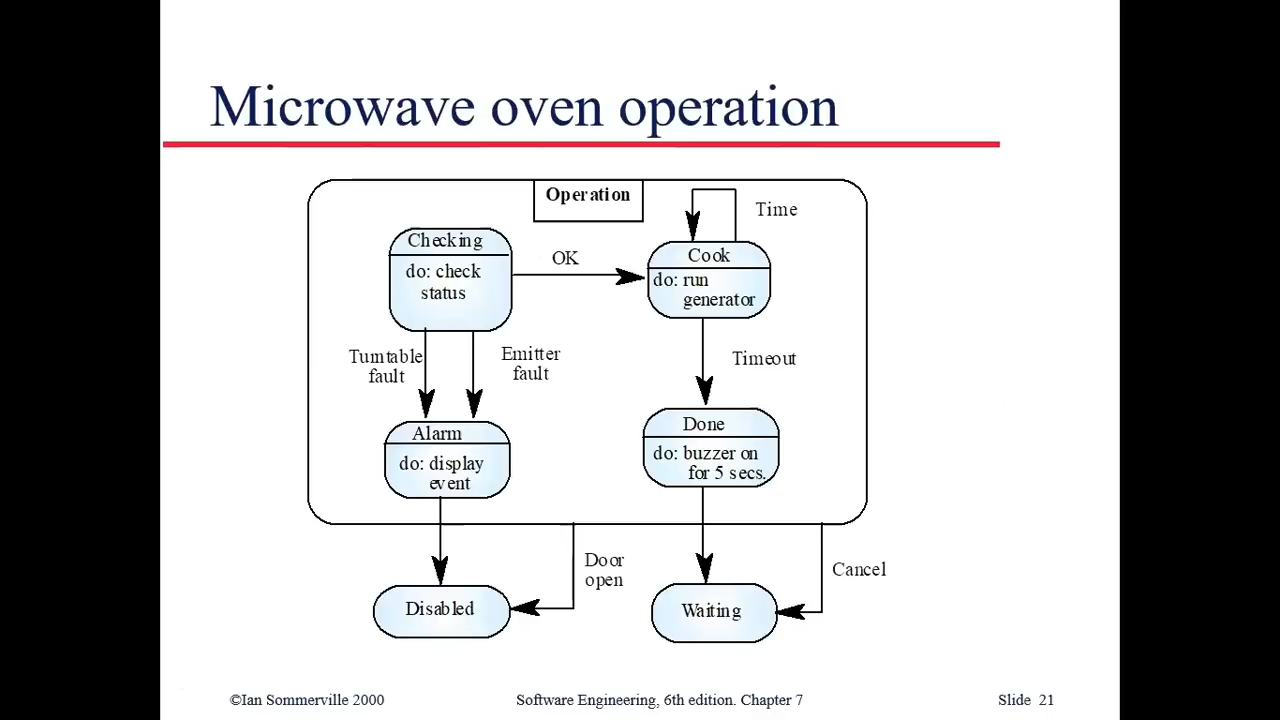 Microwave oven operation
Operation
Time
Checking
do: check
status
OK
Cook
do: run
generator
Turntable
fault
Emitter
fault
Timeout
Alarm
do: display
event
Done
do: buzzer on
for 5 secs.
Door
open
Cancel
Disabled
Waiting
©Ian Sommerville 2000
Software Engineering, 6th edition. Chapter 7
Slide 21